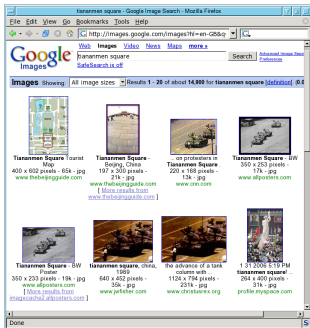 tiananmen square - Google Image Search - Mozilla Firefox
File Edit View Go Bookmarks Tools Help
http://images.google.com/images?hl=en-GB&q
Web Images Video News Maps more »
Google
Images
tiananmen square
Search
Advanced Image Sear
Preferences
SafeSearch is off
Images Showing: All image sizes Results 1 - 20 of about 14,900 for tiananmen square [definition] (0.0
Tiananmen Square Tourist
Map
400 x 602 pixels - 65k - jpg
www.thebeijingguide.com
Tiananmen Square -
Beijing, China
197 x 300 pixels -
21k - jpg
www.thebeijingguide.com
[ More results from
www.thebeijingguide.com ]
... on protesters in
Tiananmen Square ...
220 x 168 pixels -
13k - jpg
www.cnn.com
Tiananmen Square - BW
350 x 253 pixels -
17k - jpg
www.allposters.com
Tiananmen Square - BW
Poster
350 x 233 pixels - 19k - jpg
www.allposters.com
[ More results from
imagecache2.allposters.com ]
tiananmen square, china,
1989
640 x 452 pixels -
35k - jpg
www.jwfisher.com
the advance of a tank
column with ...
1124 x 794 pixels -
231k - jpg
www.christusrex.org
1 31 2006 5:19 PM
tiananmen square! ...
264 x 400 pixels -
31k - jpg
profile.myspace.com
Done